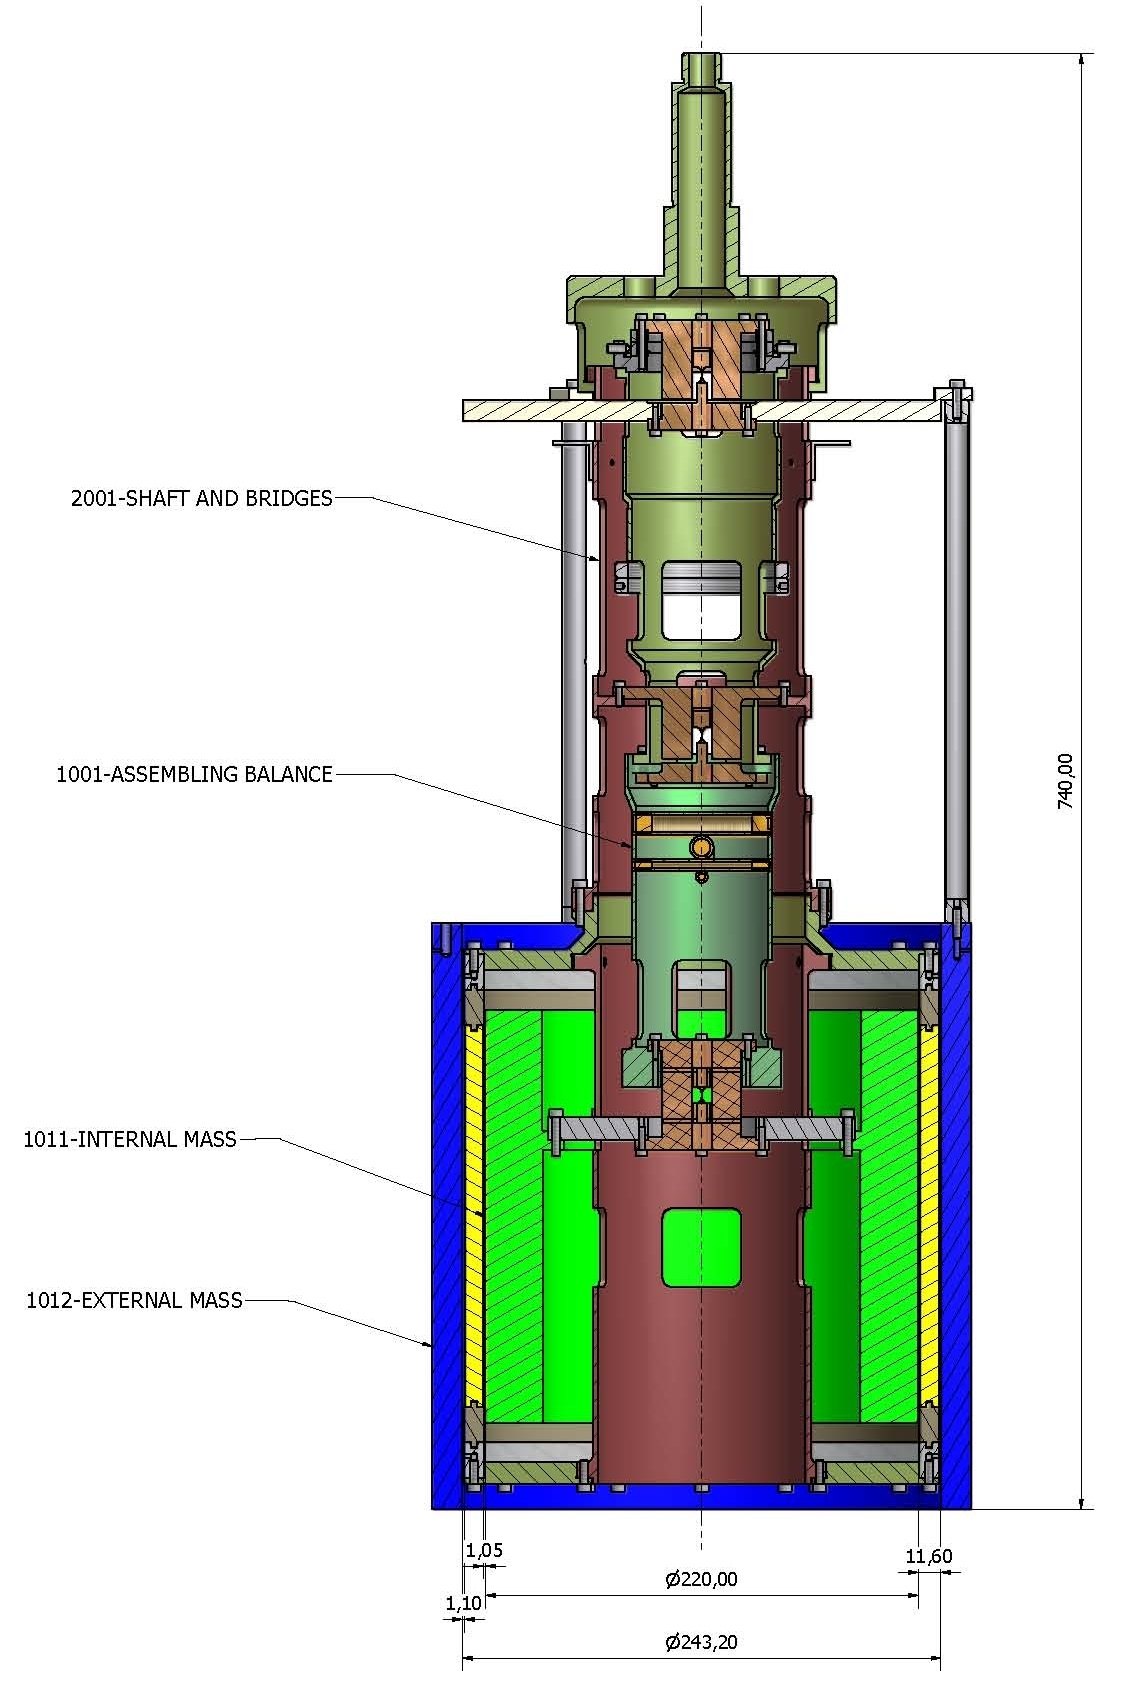 2001-SHAFT AND BRIDGES
740,00
1001-ASSEMBLING BALANCE
1011-INTERNAL MASS
1012-EXTERNAL MASS
1,05
11,60
Ø220,00
1,10
Ø243,20